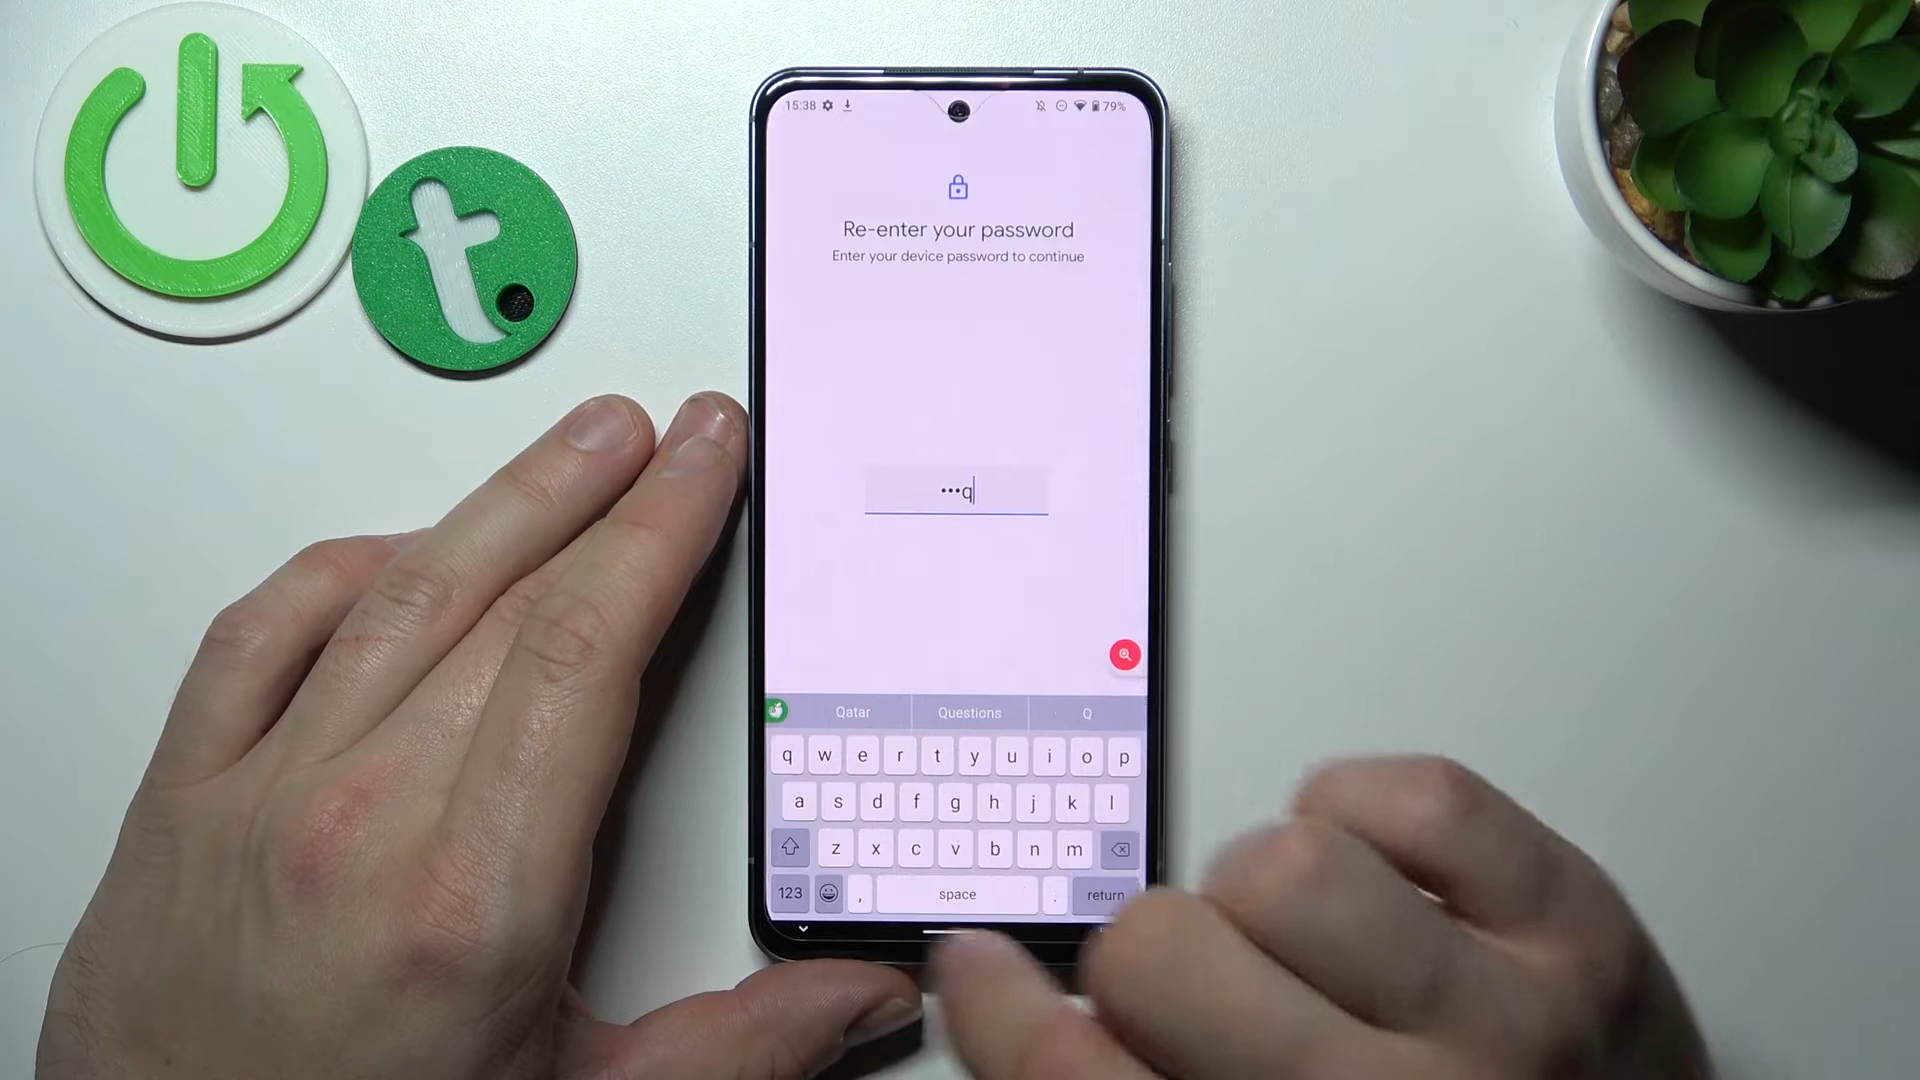 t.
15:38 79%
Re-enter your password
Enter your device password to continue
•••q
Qatar Questions Q
q w e r t y u i o p
a s d f g h j k l
z x c v b n m
123 , space . return